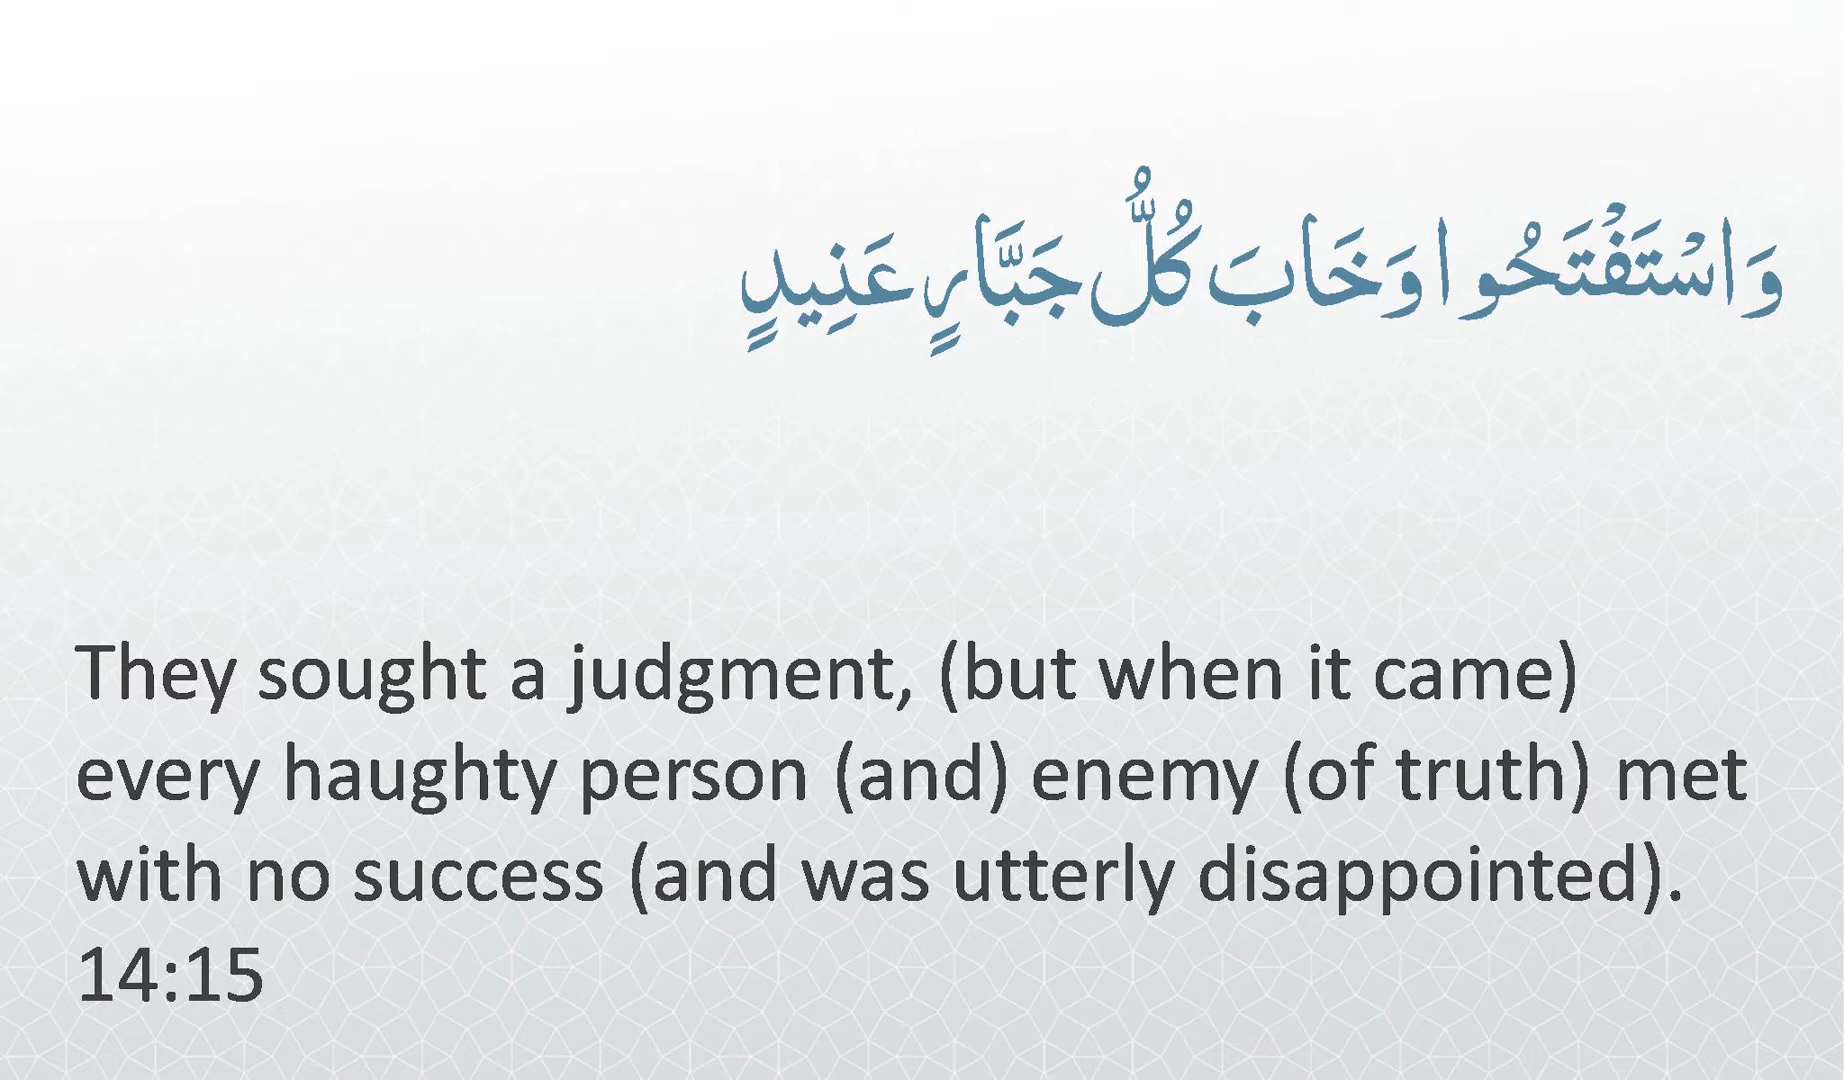 وَاسْتَفْتَحُوا وَخَابَ كُلُّ جَبَّارٍ عَنِيدٍ
They sought a judgment, (but when it came)
every haughty person (and) enemy (of truth) met
with no success (and was utterly disappointed).
14:15